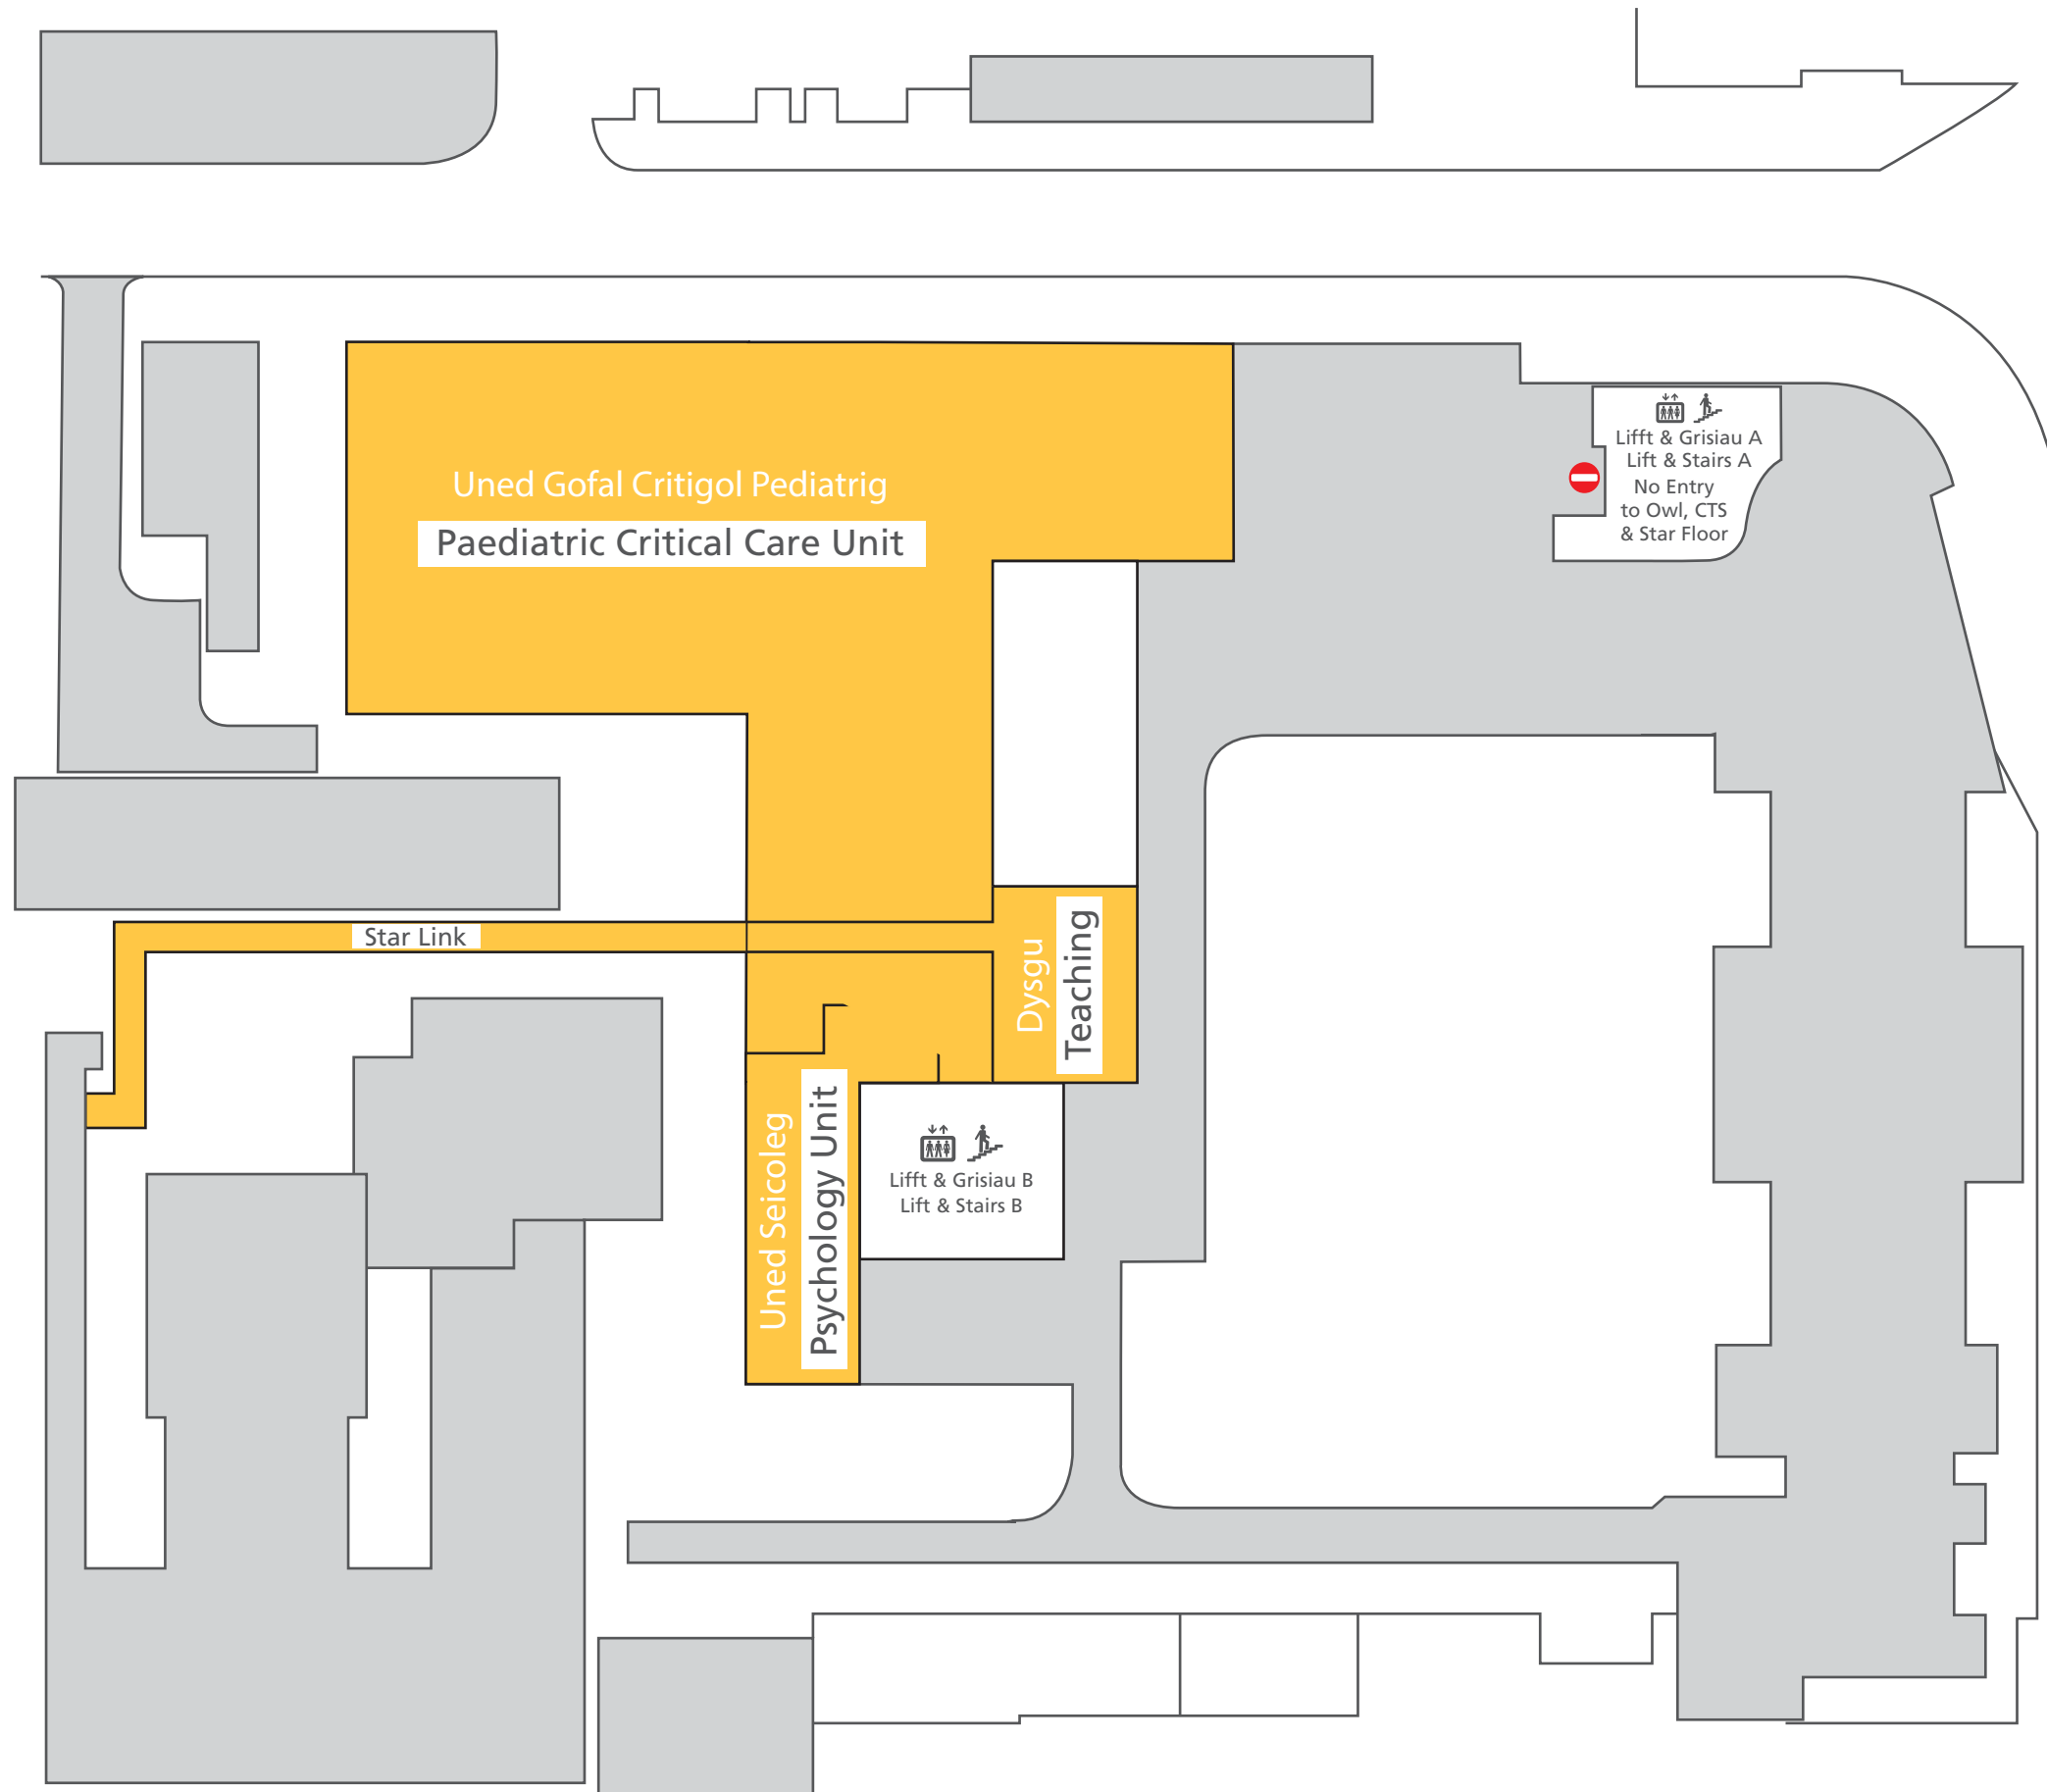 Lifft & Grisiau A
Lift & Stairs A
No Entry
to Owl, CTS
& Star Floor
Uned Gofal Critigol Pediatrig
Paediatric Critical Care Unit
Star Link
Dysgu
Teaching
Uned Seicoleg
Psychology Unit
Lifft & Grisiau B
Lift & Stairs B